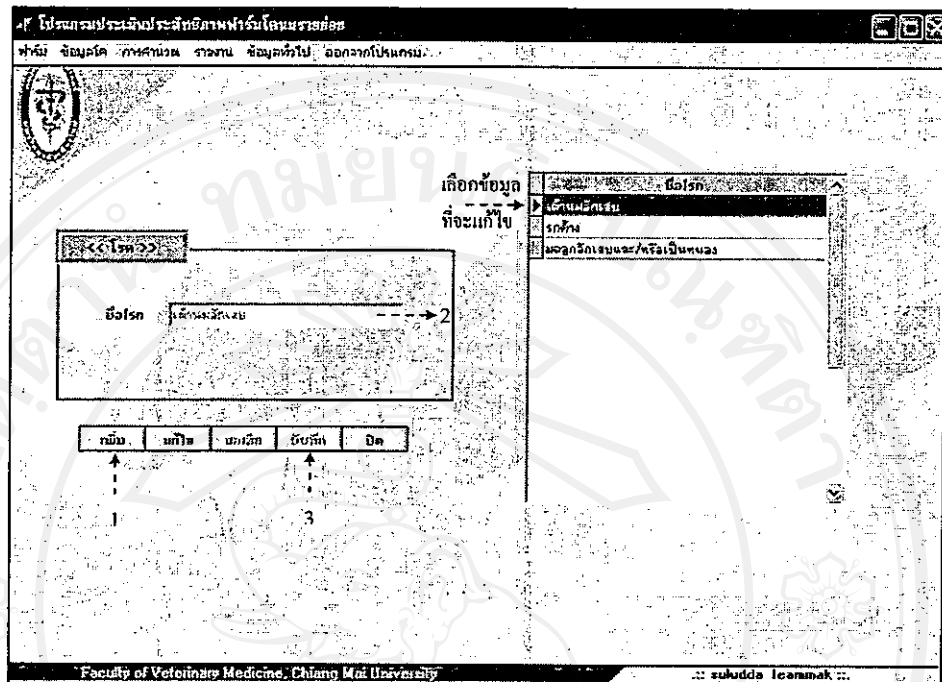 โปรแกรมประเมินประสิทธิภาพฟาร์มโคนมรายย่อย
ฟาร์ม ข้อมูลโค การคำนวณ รายงาน ข้อมูลทั่วไป ออกจากโปรแกรม
เลือกข้อมูล
ที่จะแก้ไข
ชื่อโรค
เต้านมอักเสบ
รกค้าง
มดลูกอักเสบและ/หรือเป็นหนอง
<<โรค>>
ชื่อโรค เต้านมอักเสบ 2
เพิ่ม แก้ไข ยกเลิก บันทึก ปิด
1 3
Faculty of Veterinary Medicine, Chiang Mai University
.:: sukudda leammak ::.